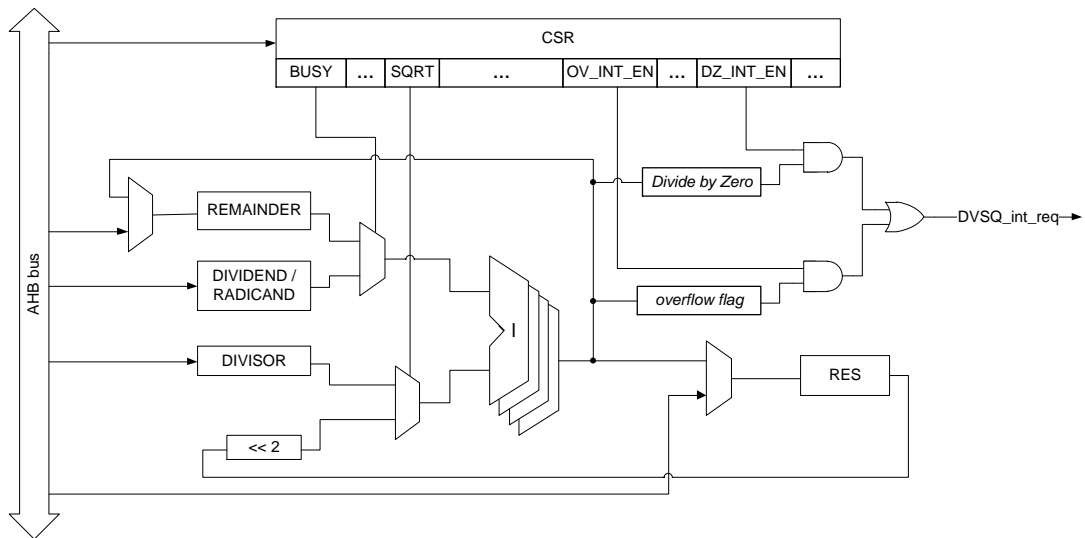 CSR
BUSY ... SQRT ... OV_INT_EN ... DZ_INT_EN ...
Divide by Zero
REMAINDER
DVSQ_int_req
AHB bus
DIVIDEND /
RADICAND
overflow flag
I
DIVISOR
RES
<< 2